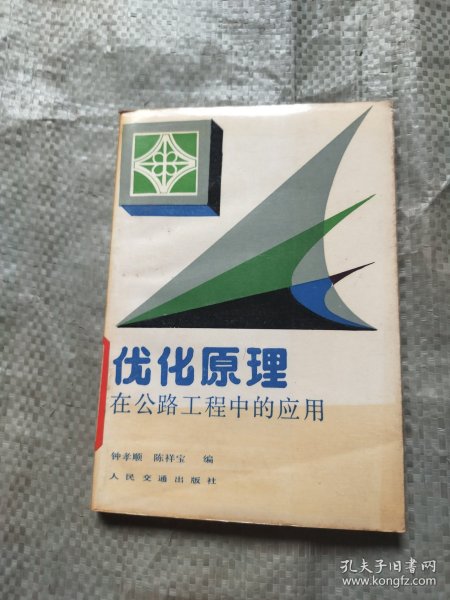 优化原理
在公路工程中的应用
钟孝顺 陈祥宝 编
人民交通出版社
孔夫子旧书网
www.kongfz.com